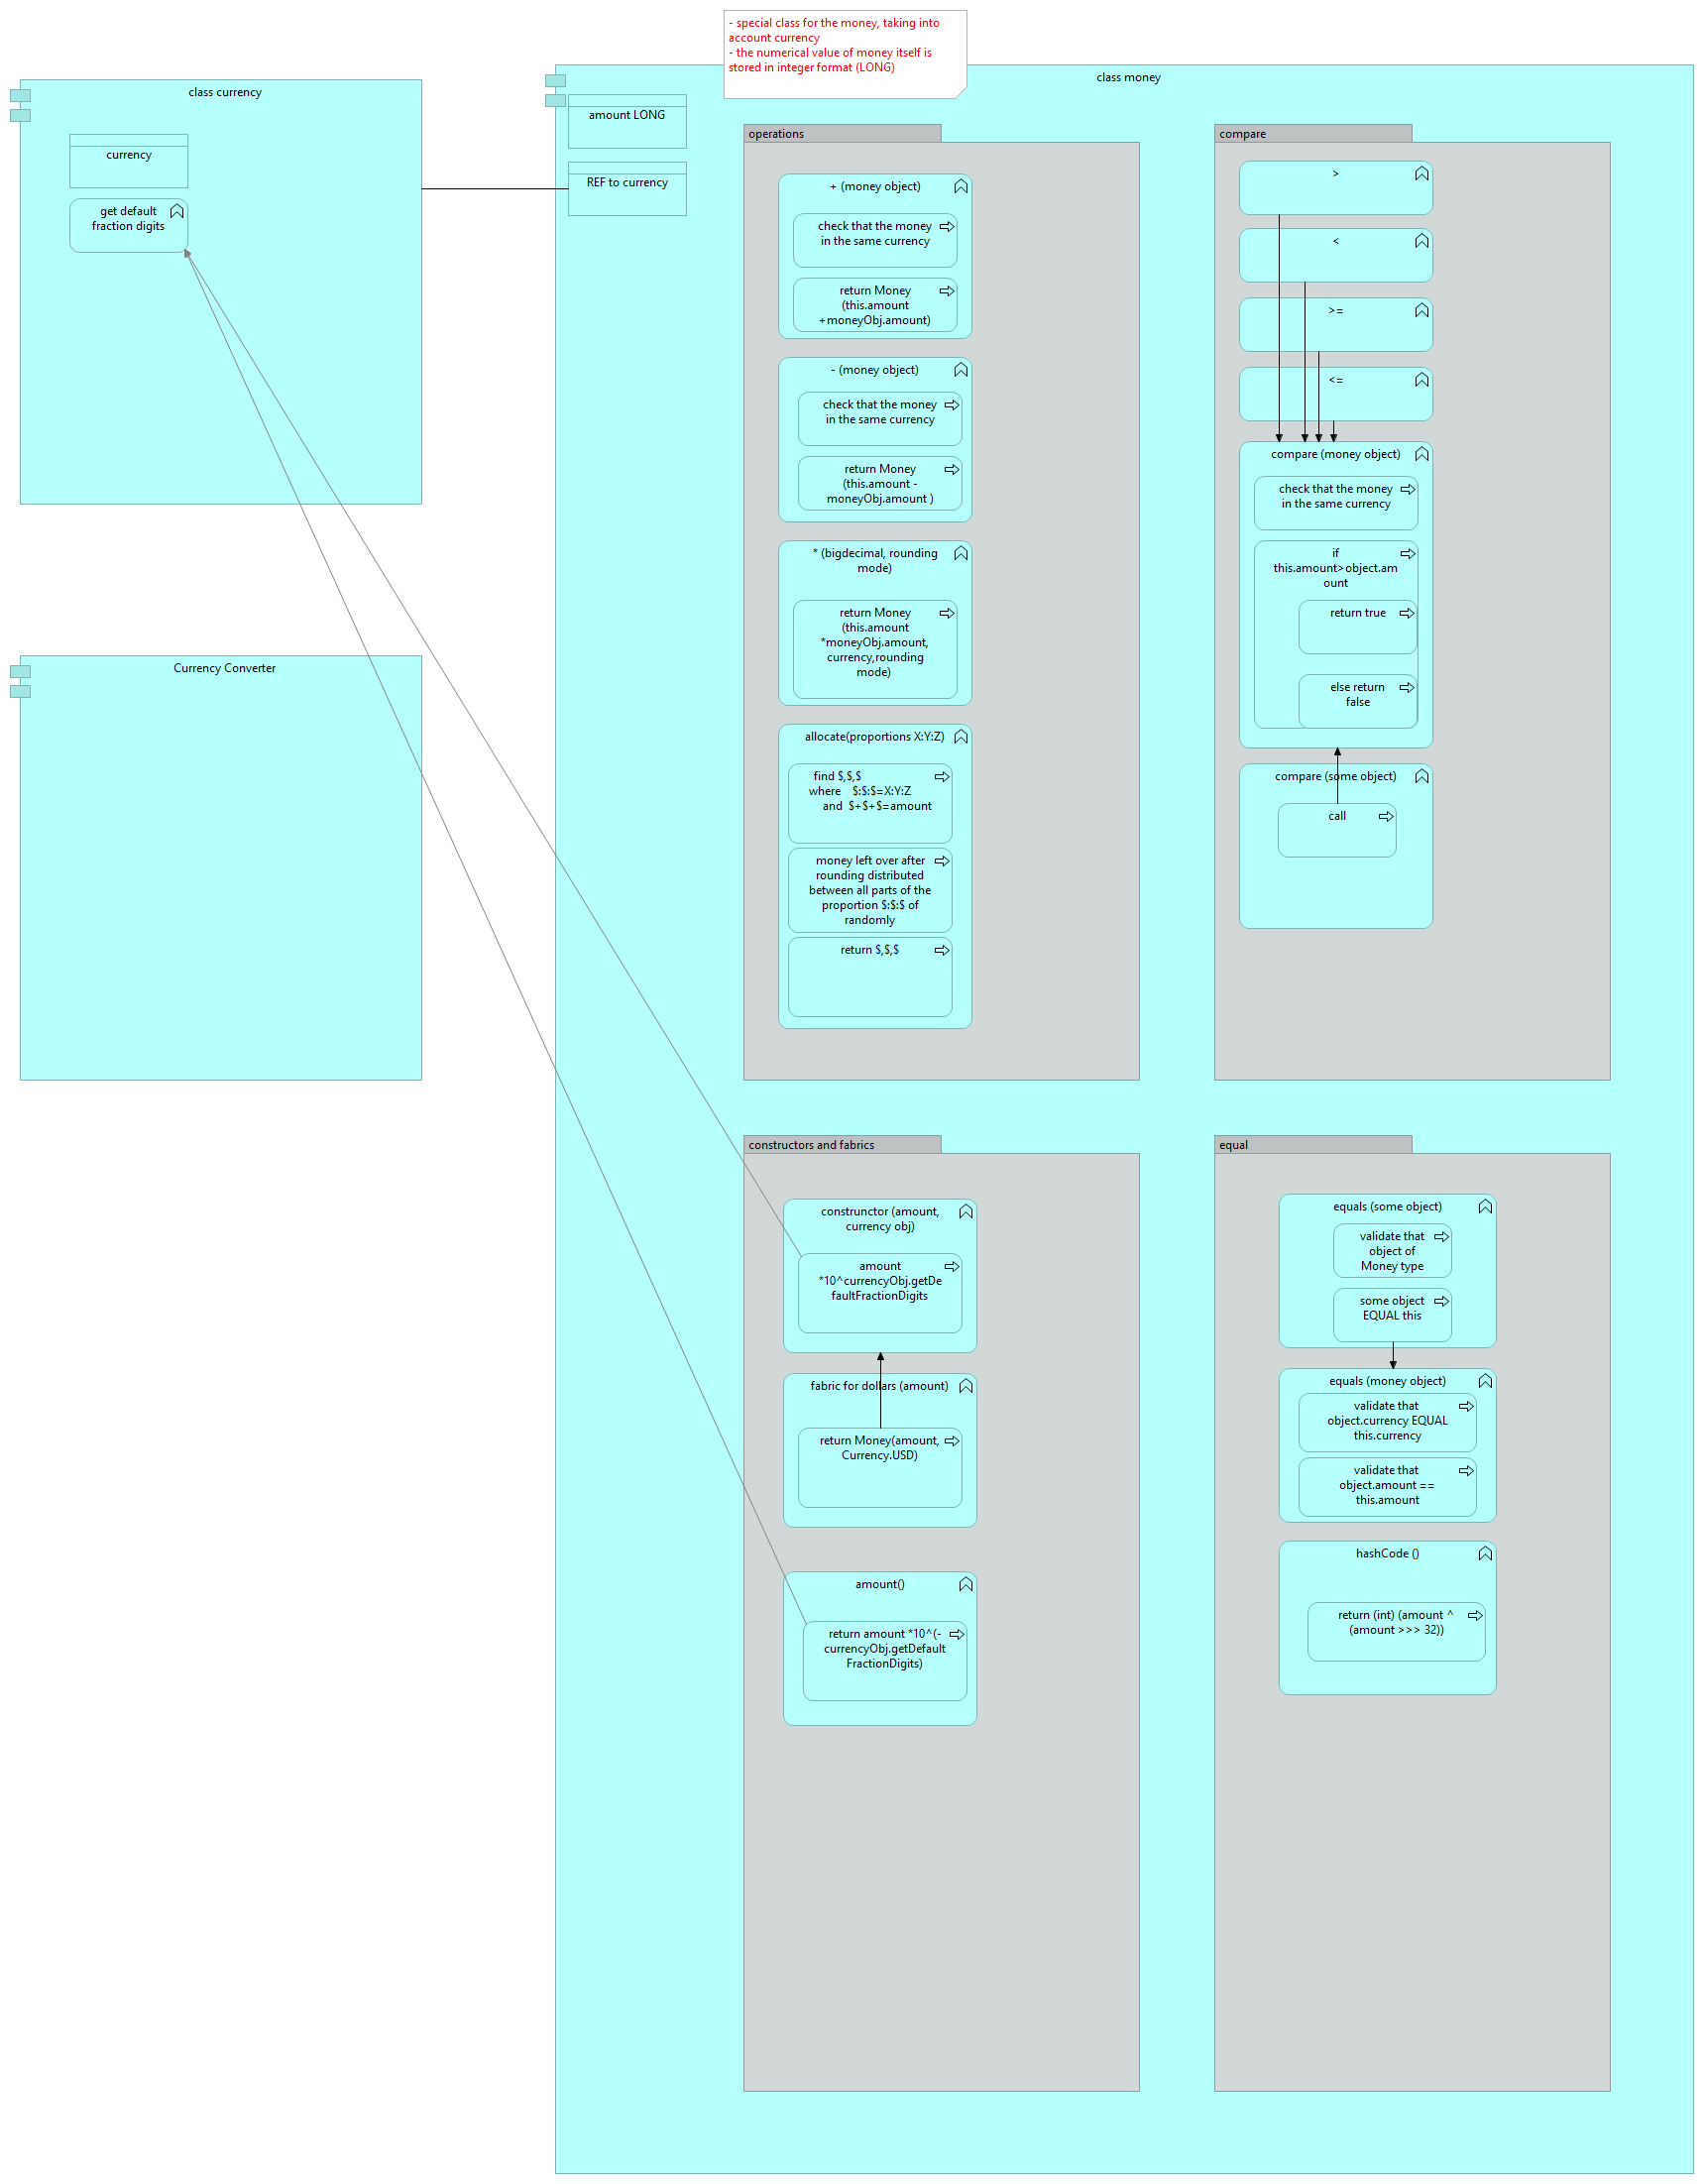 - special class for the money, taking into
account currency
- the numerical value of money itself is
stored in integer format (LONG)
class currency
currency
get default
fraction digits
Currency Converter
class money
amount LONG
REF to currency
operations
+ (money object)
check that the money
in the same currency
return Money
(this.amount
+moneyObj.amount)
- (money object)
check that the money
in the same currency
return Money
(this.amount -
moneyObj.amount )
* (bigdecimal, rounding
mode)
return Money
(this.amount
*moneyObj.amount,
currency,rounding
mode)
allocate(proportions X:Y:Z)
find $,$,$
where $:$:$=X:Y:Z
and $+$+$=amount
money left over after
rounding distributed
between all parts of the
proportion $:$:$ of
randomly
return $,$,$
compare
>
<
>=
<=
compare (money object)
check that the money
in the same currency
if
this.amount>object.am
ount
return true
else return
false
compare (some object)
call
constructors and fabrics
construnctor (amount,
currency obj)
amount
*10^currencyObj.getDe
faultFractionDigits
fabric for dollars (amount)
return Money(amount,
Currency.USD)
amount()
return amount *10^(-
currencyObj.getDefault
FractionDigits)
equal
equals (some object)
validate that
object of
Money type
some object
EQUAL this
equals (money object)
validate that
object.currency EQUAL
this.currency
validate that
object.amount ==
this.amount
hashCode ()
return (int) (amount ^
(amount >>> 32))